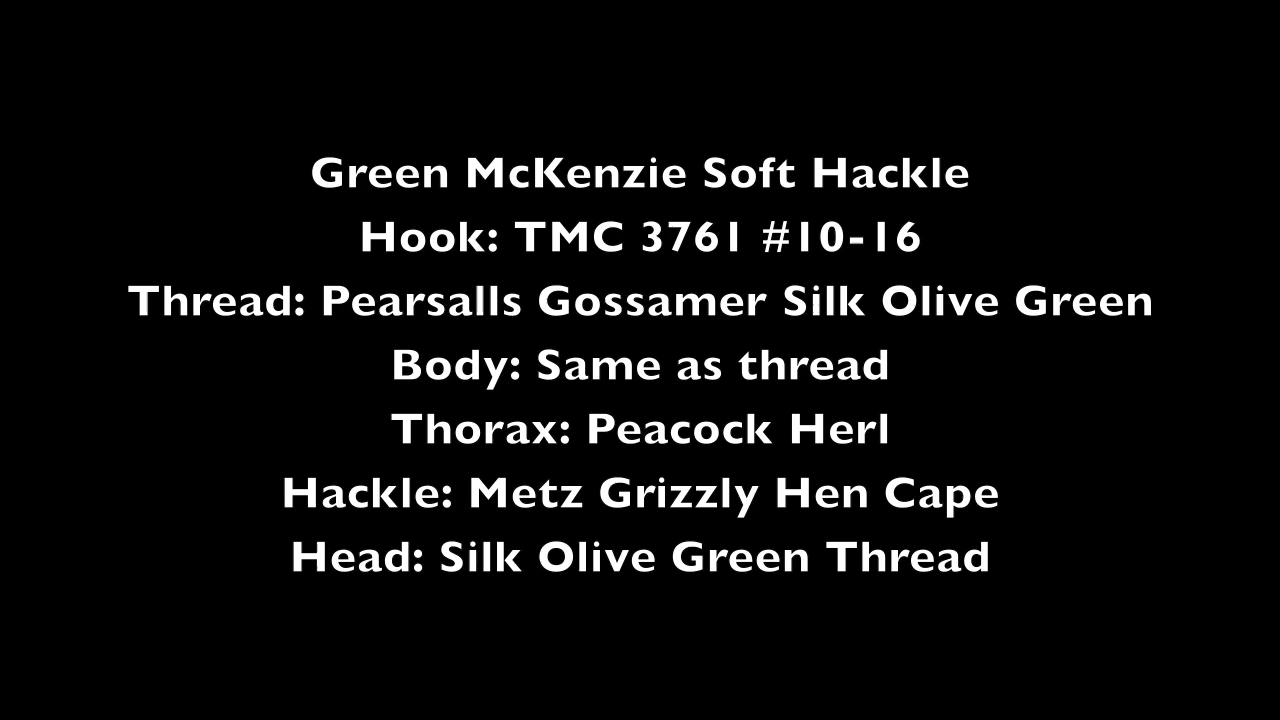 Green McKenzie Soft Hackle
Hook: TMC 3761 #10-16
Thread: Pearsalls Gossamer Silk Olive Green
Body: Same as thread
Thorax: Peacock Herl
Hackle: Metz Grizzly Hen Cape
Head: Silk Olive Green Thread